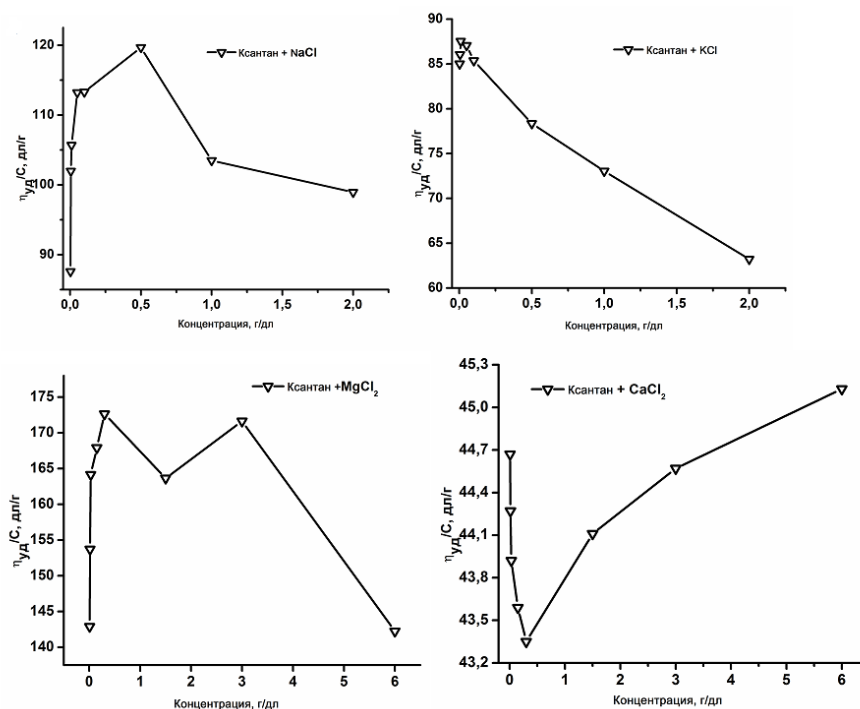 Ксантан + NaCl
120
110
100
90
ηуд/С, дл/г
0,0 0,5 1,0 1,5 2,0
Концентрация, г/дл
Ксантан + KCl
90
85
80
75
70
65
60
ηуд/С, дл/г
0,0 0,5 1,0 1,5 2,0
Концентрация, г/дл
Ксантан +MgCl2
175
170
165
160
155
150
145
140
ηуд/С, дл/г
0 1 2 3 4 5 6
Концентрация, г/дл
Ксантан + CaCl2
45,3
45,0
44,7
44,4
44,1
43,8
43,5
43,2
ηуд/С, дл/г
0 1 2 3 4 5 6
Концентрация, г/дл